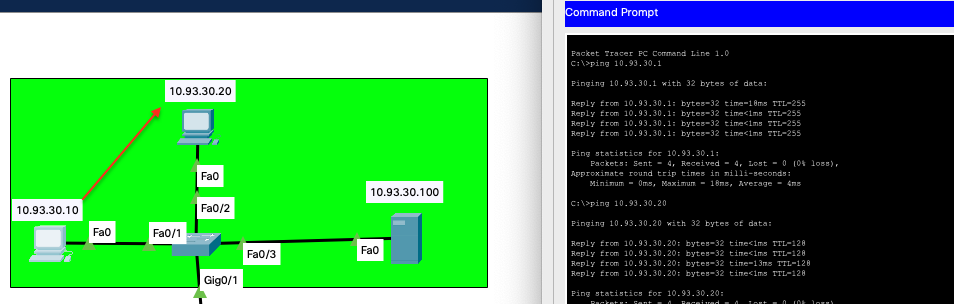 10.93.30.20
Fa0
Fa0/2
10.93.30.100
10.93.30.10
Fa0
Fa0/1
Fa0/3
Fa0
Gig0/1
Command Prompt
Packet Tracer PC Command Line 1.0
C:\>ping 10.93.30.1
Pinging 10.93.30.1 with 32 bytes of data:
Reply from 10.93.30.1: bytes=32 time=18ms TTL=255
Reply from 10.93.30.1: bytes=32 time<1ms TTL=255
Reply from 10.93.30.1: bytes=32 time<1ms TTL=255
Reply from 10.93.30.1: bytes=32 time<1ms TTL=255
Ping statistics for 10.93.30.1:
Packets: Sent = 4, Received = 4, Lost = 0 (0% loss),
Approximate round trip times in milli-seconds:
Minimum = 0ms, Maximum = 18ms, Average = 4ms
C:\>ping 10.93.30.20
Pinging 10.93.30.20 with 32 bytes of data:
Reply from 10.93.30.20: bytes=32 time<1ms TTL=128
Reply from 10.93.30.20: bytes=32 time<1ms TTL=128
Reply from 10.93.30.20: bytes=32 time=13ms TTL=128
Reply from 10.93.30.20: bytes=32 time<1ms TTL=128
Ping statistics for 10.93.30.20:
Packets: Sent = 4, Received = 4, Lost = 0 (0% loss),